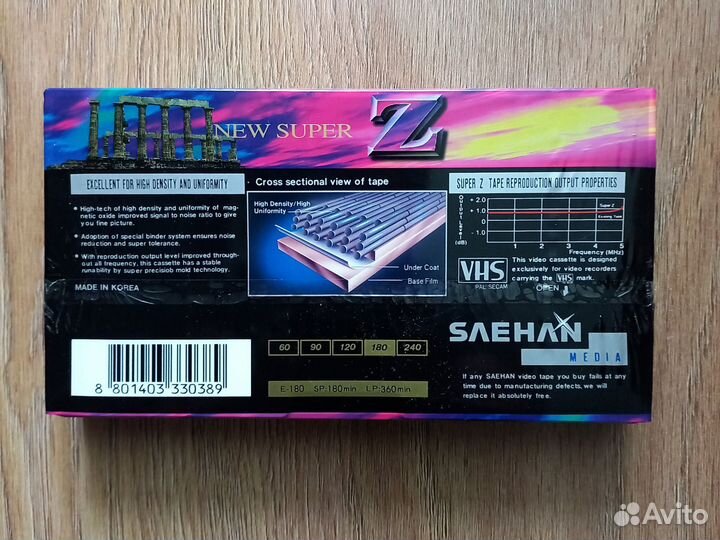 NEW SUPER Z
EXCELLENT FOR HIGH DENSITY AND UNIFORMITY
High-tech of high density and uniformity of mag-
netic oxide improved signal to noise ratio to give
you fine picture.
Adoption of special binder system ensures noise
reduction and super tolerance.
With reproduction output level improved through-
out all frequency, this cassette has a stable
runability by super precision mold technology.
MADE IN KOREA
Cross sectional view of tape
High Density/High
Uniformity
Under Coat
Base Film
SUPER Z TAPE REPRODUCTION OUTPUT PROPERTIES
Output Level
(dB)
+2.0
+1.0
0
-1.0
Super Z
Existing Tape
1 2 3 4 5
Frequency (MHz)
VHS
PAL/SECAM
This video cassette is designed
exclusively for video recorders
carrying the VHS mark.
OPEN
8 801403 330389
60 90 120 180 240
E-180 SP:180min LP:360min
SAEHAN
MEDIA
If any SAEHAN video tape you buy fails at any
time due to manufacturing defects, we will
replace it absolutely free.
Avito